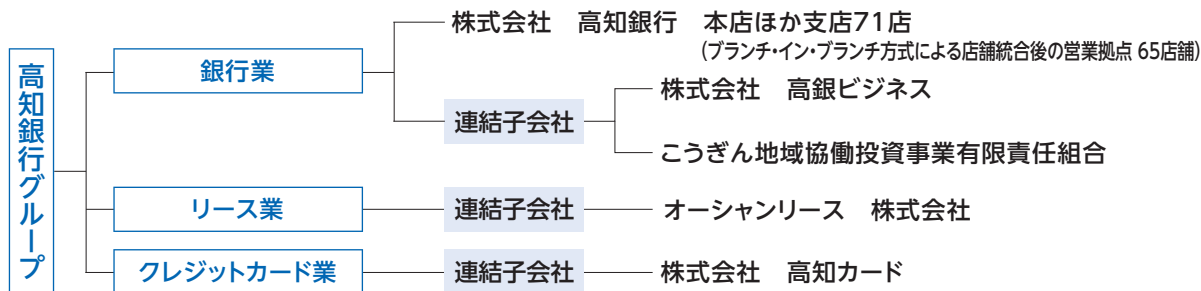 高知銀行グループ
銀行業
株式会社　高知銀行　本店ほか支店71店
(ブランチ・イン・ブランチ方式による店舗統合後の営業拠点 65店舗)
連結子会社
株式会社　高銀ビジネス
こうぎん地域協働投資事業有限責任組合
リース業
連結子会社
オーシャンリース　株式会社
クレジットカード業
連結子会社
株式会社　高知カード